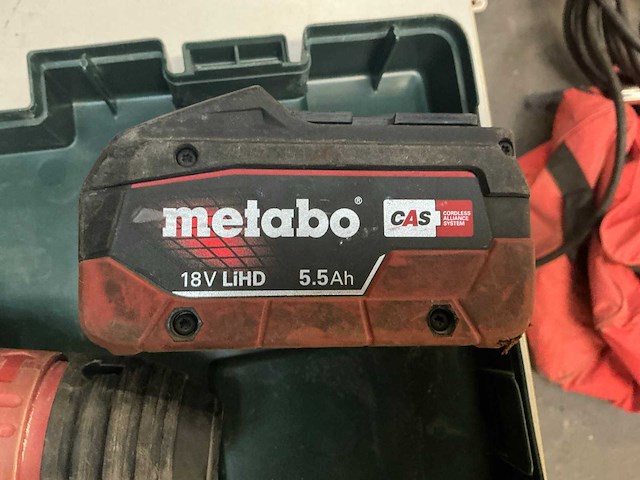 metabo®
CAS
CORDLESS
ALLIANCE
SYSTEM
18V LiHD 5.5Ah